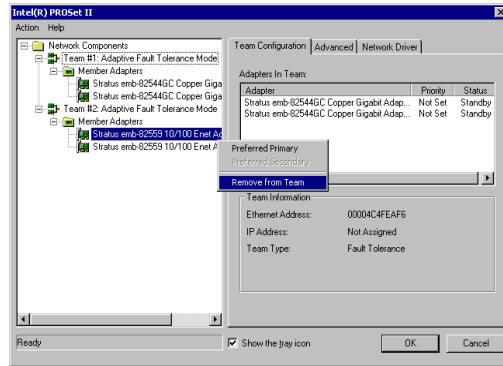 Intel(R) PROSet II
Action Help
Network Components
Team #1: Adaptive Fault Tolerance Mode
Member Adapters
Stratus emb-82544GC Copper Giga
Stratus emb-82544GC Copper Giga
Team #2: Adaptive Fault Tolerance Mode
Member Adapters
Stratus emb-82559 10/100 Enet Ad
Stratus emb-82559 10/100 Enet A
Team Configuration Advanced Network Driver
Adapters In Team:
Adapter Priority Status
Stratus emb-82544GC Copper Gigabit Adap... Not Set Standby
Stratus emb-82544GC Copper Gigabit Adap... Not Set Standby
Preferred Primary
Preferred Secondary
Remove from Team
Team Information
Ethernet Address: 00004C4FEAF6
IP Address: Not Assigned
Team Type: Fault Tolerance
Ready
Show the tray icon
OK
Cancel